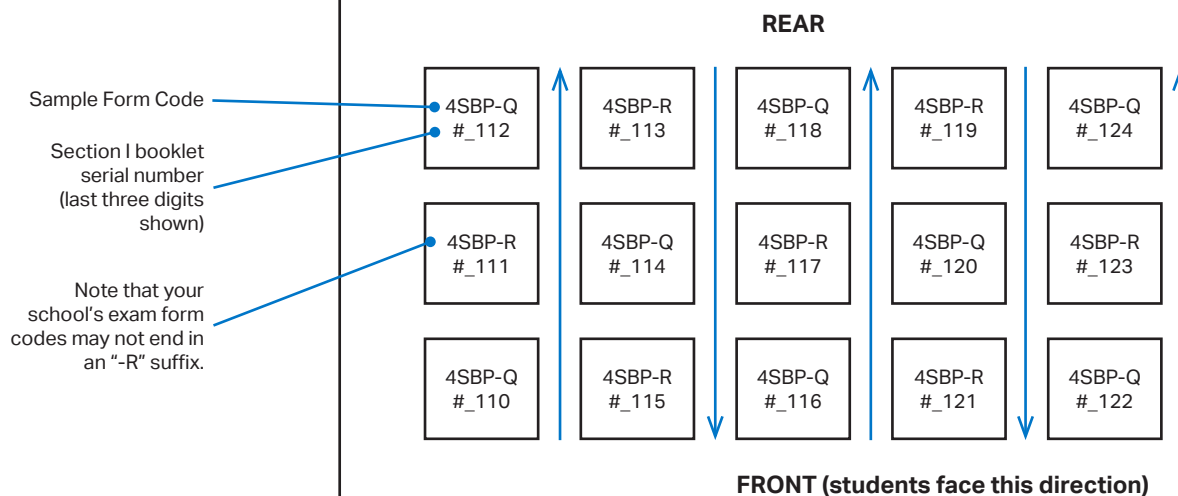 REAR
Sample Form Code
Section I booklet
serial number
(last three digits
shown)
Note that your
school’s exam form
codes may not end in
an “-R” suffix.
4SBP-Q
#_112
4SBP-R
#_113
4SBP-Q
#_118
4SBP-R
#_119
4SBP-Q
#_124
4SBP-R
#_111
4SBP-Q
#_114
4SBP-R
#_117
4SBP-Q
#_120
4SBP-R
#_123
4SBP-Q
#_110
4SBP-R
#_115
4SBP-Q
#_116
4SBP-R
#_121
4SBP-Q
#_122
FRONT (students face this direction)